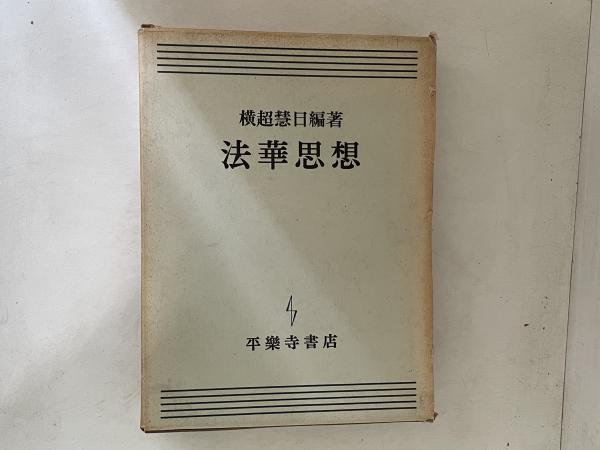 横超慧日編著
法華思想
平樂寺書店